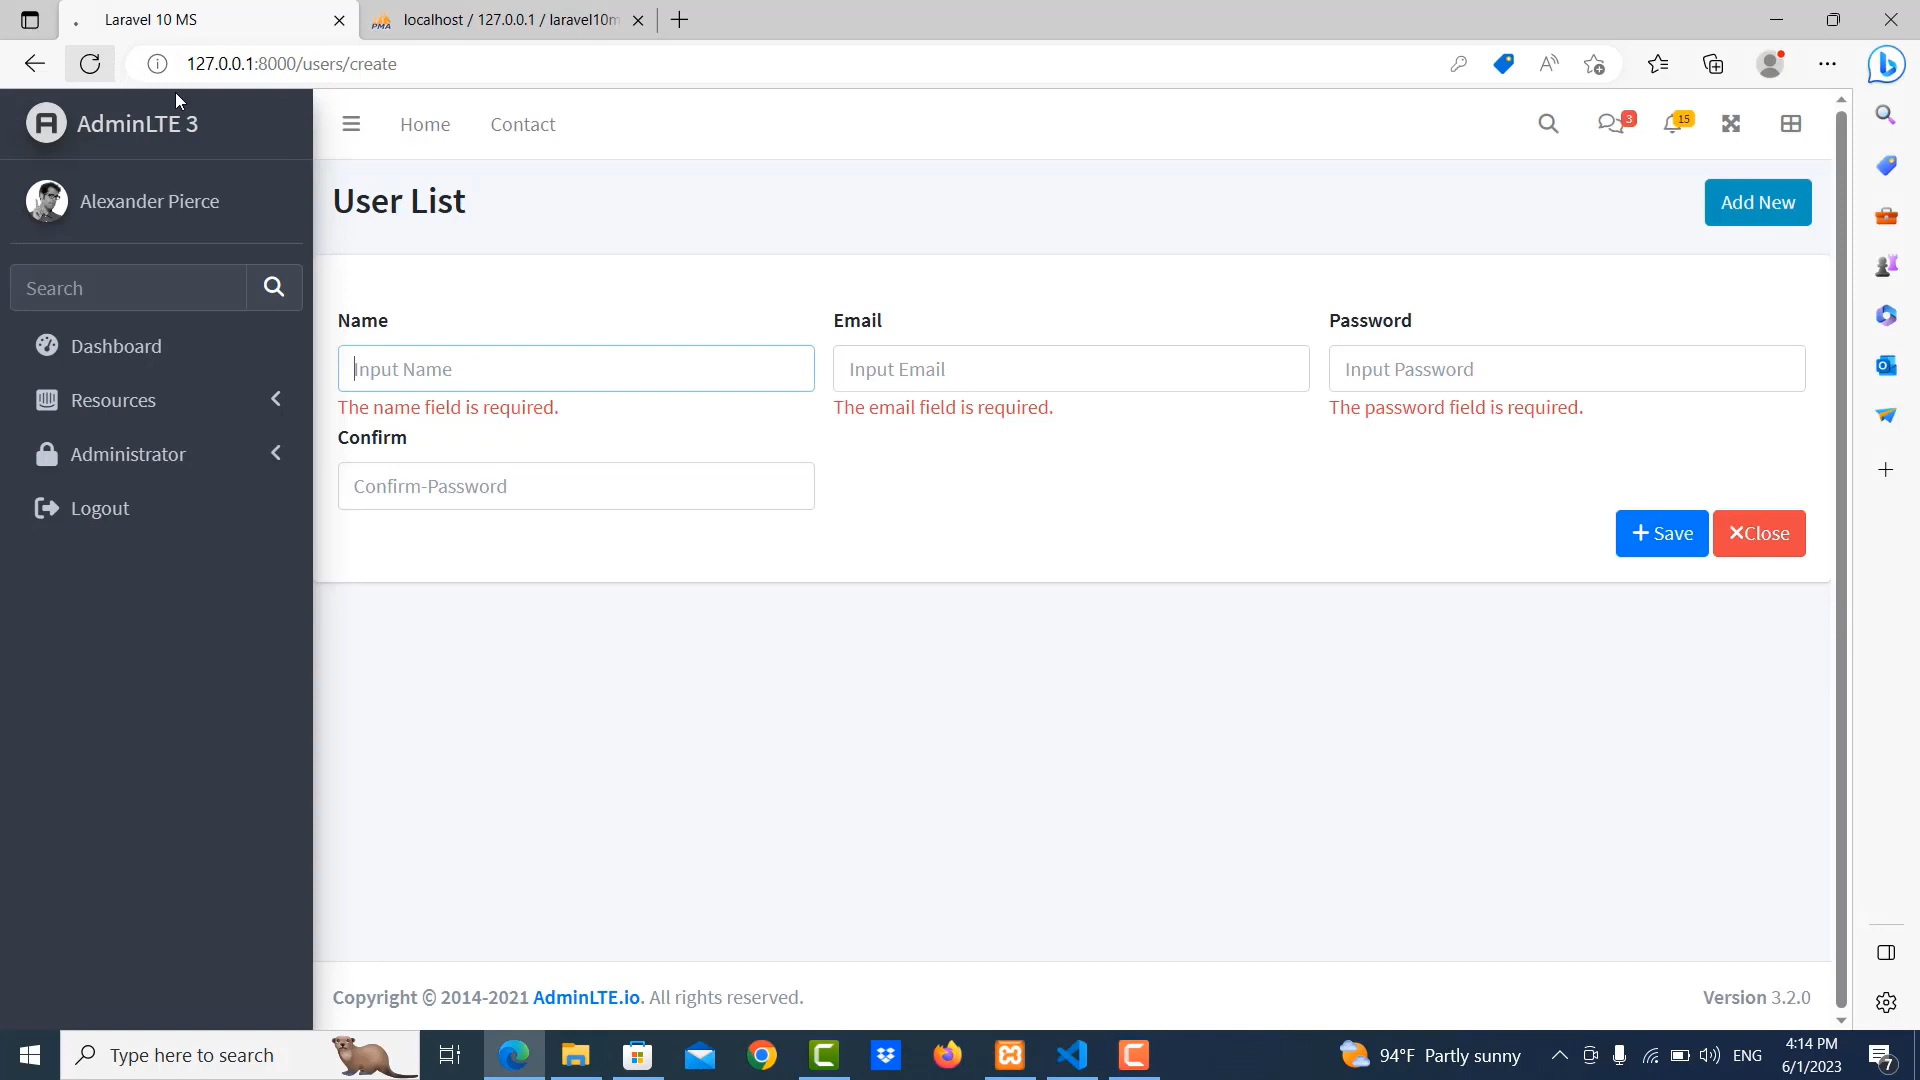 Laravel 10 MS
PMA localhost / 127.0.0.1 / laravel10m
127.0.0.1:8000/users/create
AdminLTE 3
Home Contact
3
15
Alexander Pierce
User List
Add New
Search
Name Email Password
Input Name Input Email Input Password
The name field is required. The email field is required. The password field is required.
Confirm
Confirm-Password
Save Close
Dashboard
Resources
Administrator
Logout
Copyright © 2014-2021 AdminLTE.io. All rights reserved.
Version 3.2.0
Type here to search
94°F Partly sunny
ENG
4:14 PM
6/1/2023
7